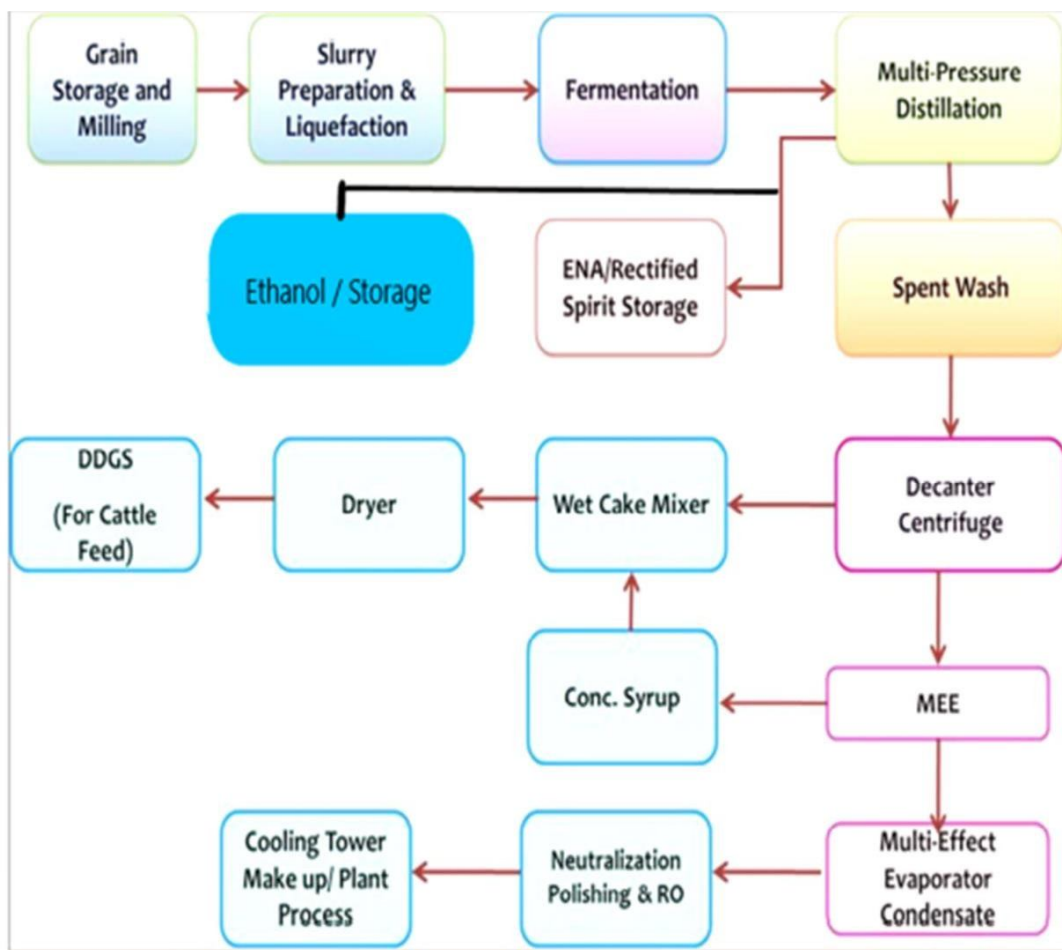 Grain
Storage and
Milling
Slurry
Preparation &
Liquefaction
Fermentation
Multi-Pressure
Distillation
Ethanol / Storage
ENA/Rectified
Spirit Storage
Spent Wash
DDGS
(For Cattle
Feed)
Dryer
Wet Cake Mixer
Decanter
Centrifuge
Conc. Syrup
MEE
Cooling Tower
Make up/ Plant
Process
Neutralization
Polishing & RO
Multi-Effect
Evaporator
Condensate